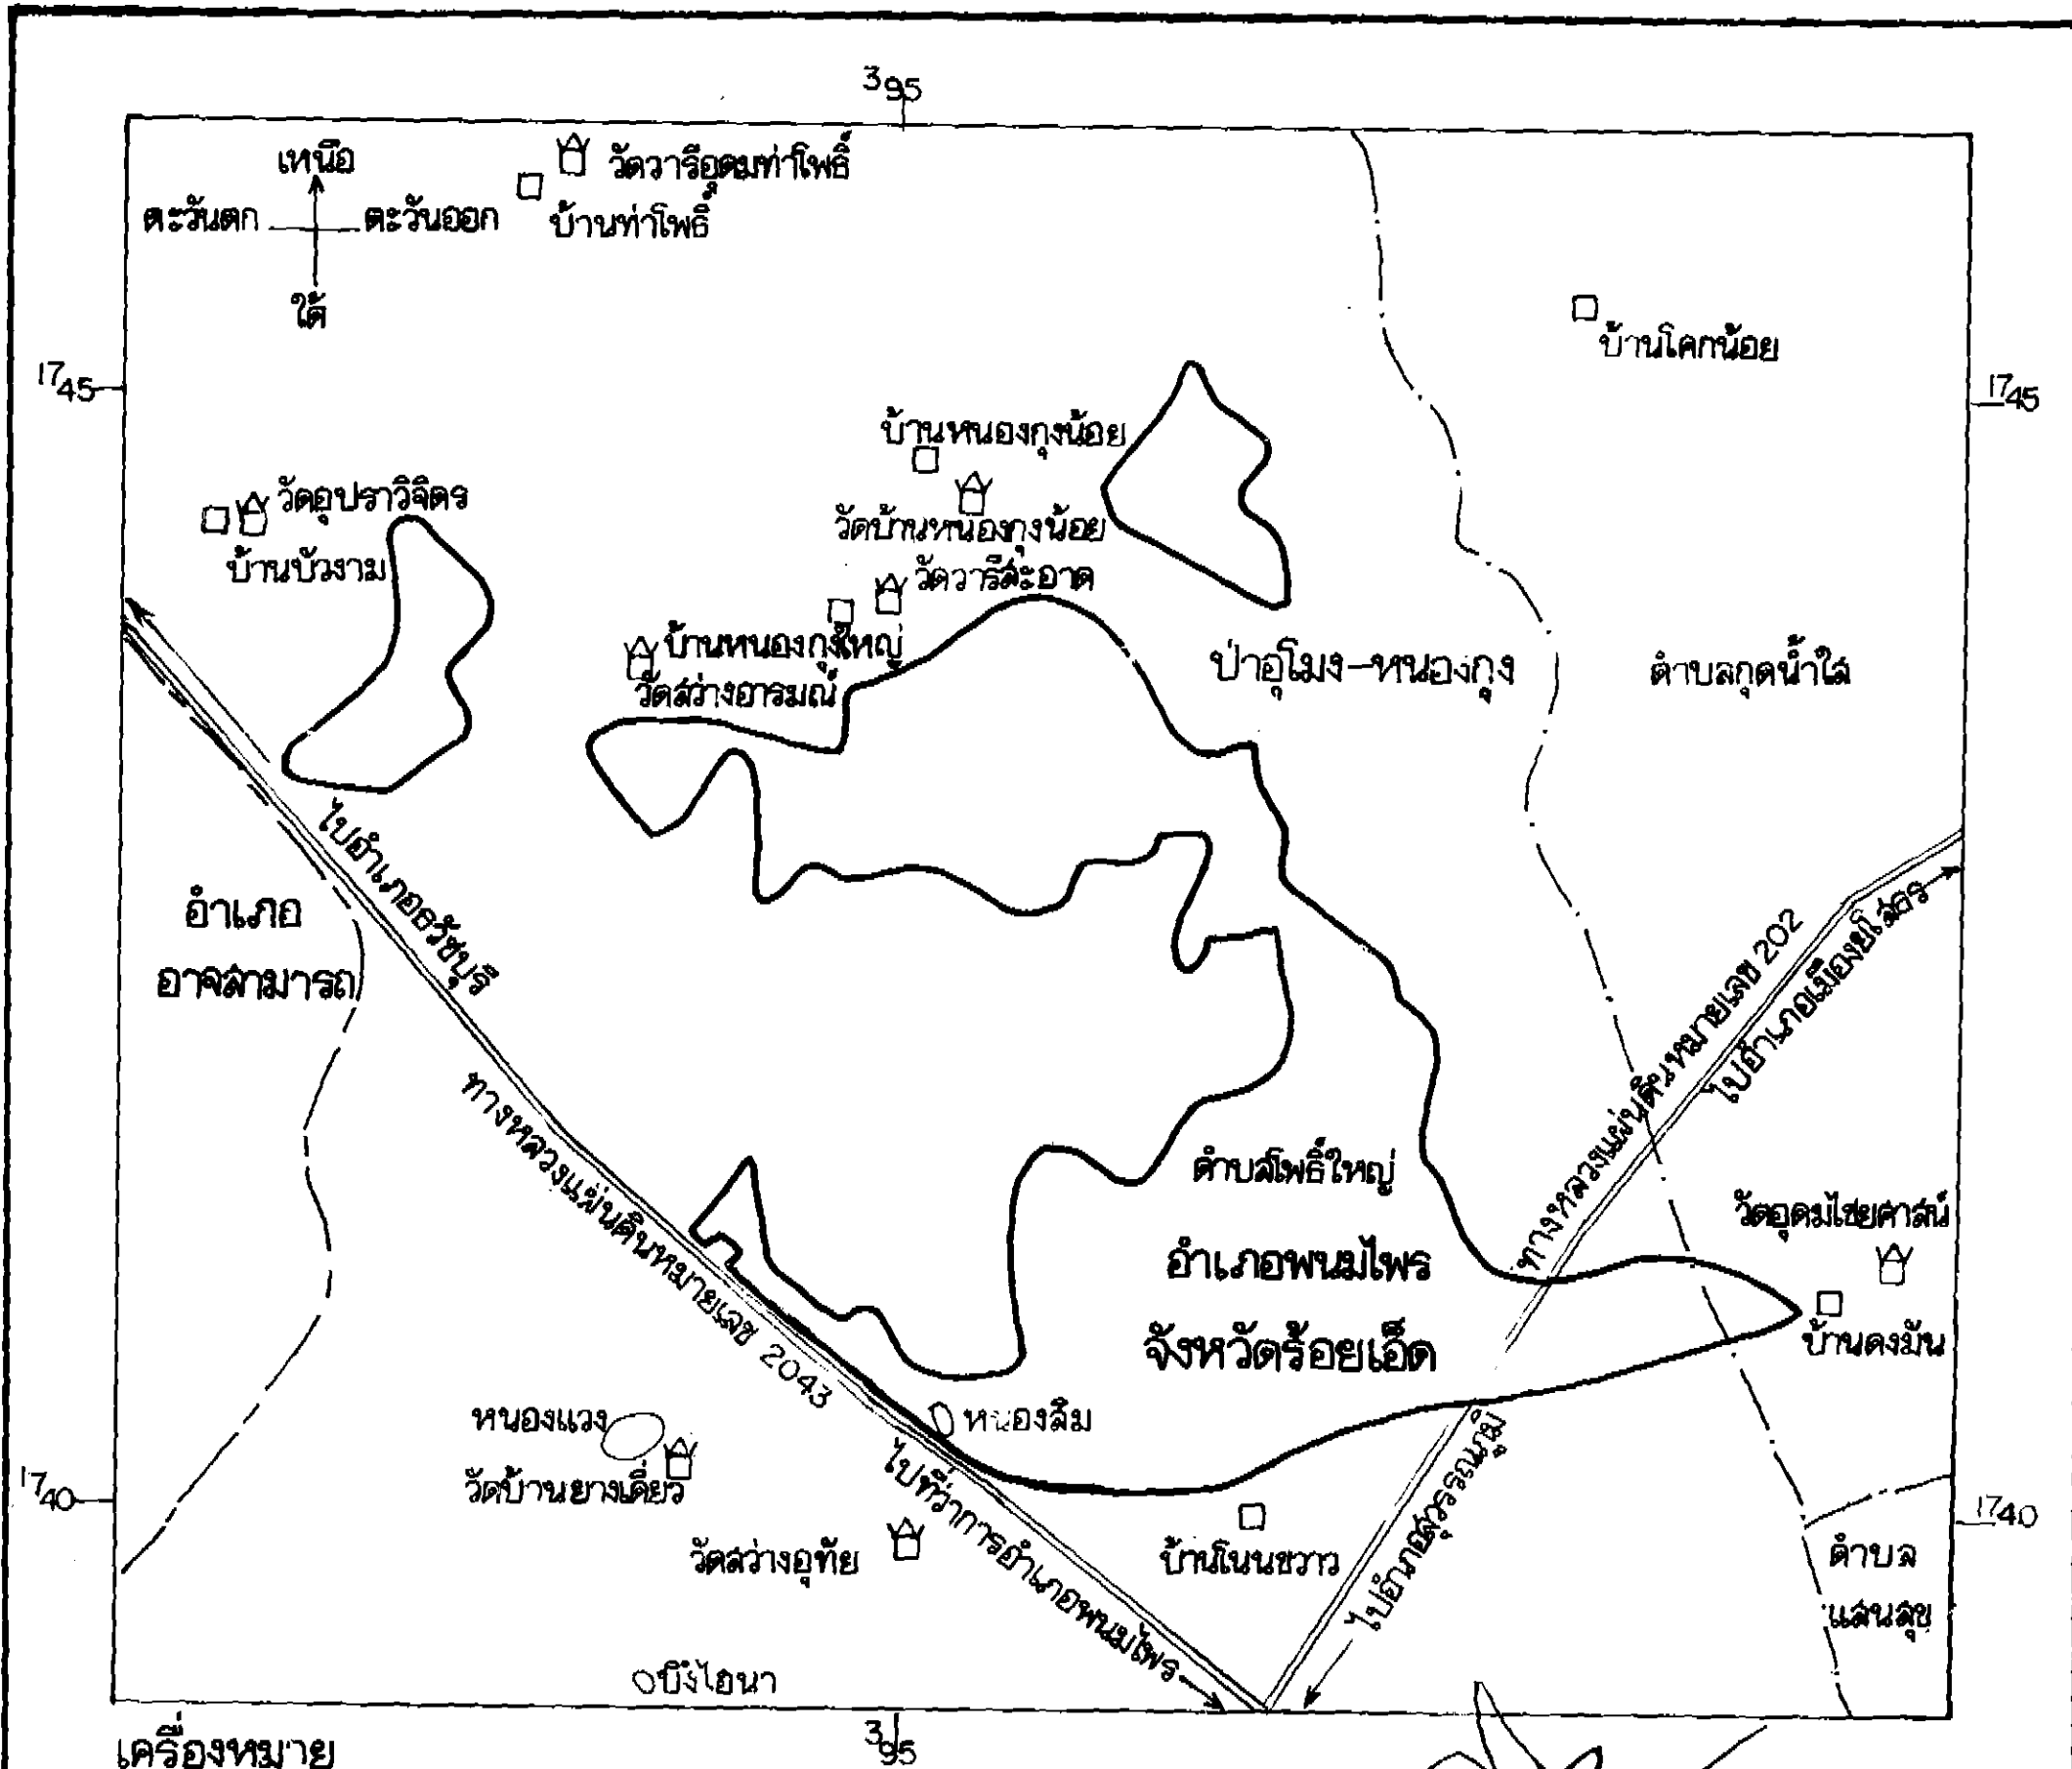 395
เหนือ
ตะวันตก
ตะวันออก
ใต้
วัดวารีอุดมท่าโพธิ์
บ้านท่าโพธิ์
บ้านโคกน้อย
1745
1745
บ้านหนองกุงน้อย
วัดบ้านหนองกุงน้อย
วัดอุปราวิจิตร
บ้านบัวงาม
วัดวารีสะอาด
บ้านหนองกุงใหญ่
วัดสว่างอารมณ์
ป่าอุโมง-หนองกุง
ตำบลกุดน้ำใส
ไปอำเภอธวัชบุรี
อำเภอ
อาจสามารถ
ทางหลวงแผ่นดินหมายเลข 202
ไปอำเภอเมืองยโสธร
ทางหลวงแผ่นดินหมายเลข 2043
ตำบลโพธิ์ใหญ่
อำเภอพนมไพร
จังหวัดร้อยเอ็ด
วัดอุดมไชยศาสน์
บ้านดงมัน
หนองแวง
วัดบ้านยางเดี่ยว
หนองลิม
ไปที่ว่าการอำเภอพนมไพร
ไปอำเภอสุวรรณภูมิ
1740
1740
วัดสว่างอุทัย
บ้านโนนขวาว
ตำบล
แสนสุข
บึงไฮนา
395
เครื่องหมาย